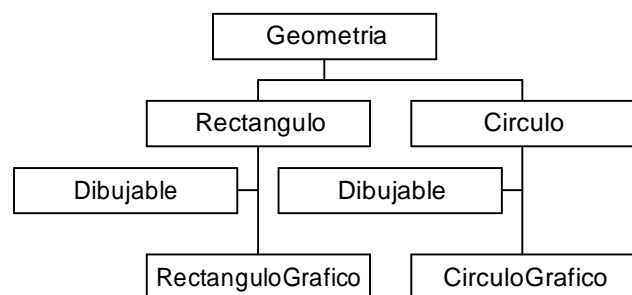 Geometria
Rectangulo
Circulo
Dibujable
Dibujable
RectanguloGrafico
CirculoGrafico